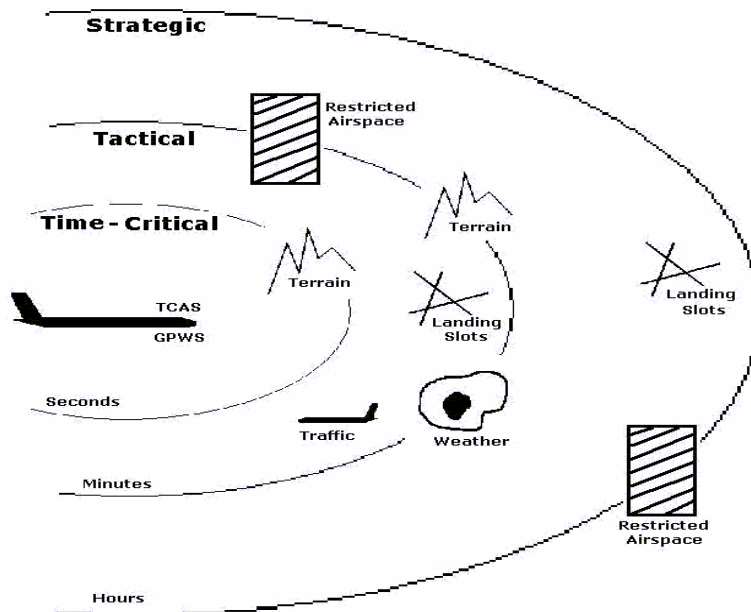 Strategic
Restricted
Airspace
Tactical
Time-Critical
Terrain
Terrain
Landing
Slots
TCAS
GPWS
Landing
Slots
Seconds
Traffic
Weather
Minutes
Restricted
Airspace
Hours